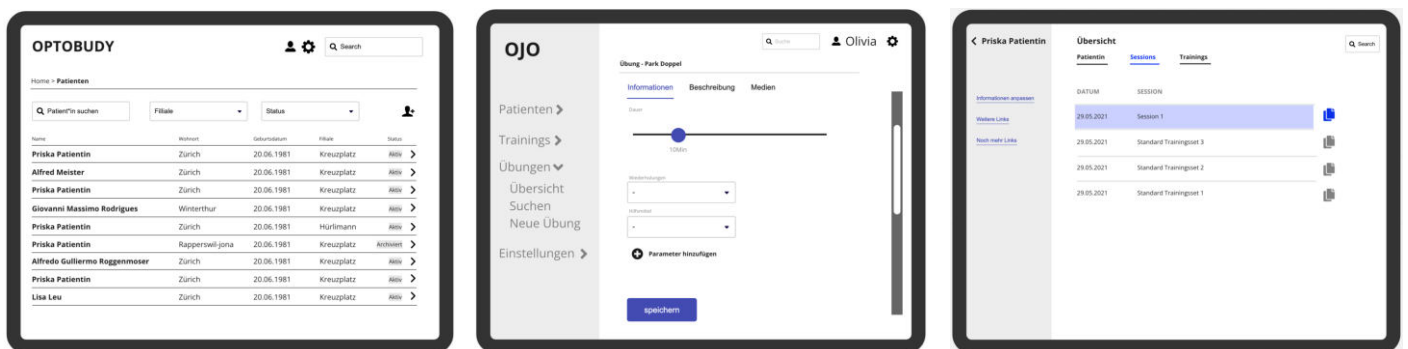 OPTOBUDY
Search
Home > Patienten
Patient*in suchen
Filiale
Status
Name Wohnort Geburtsdatum Filiale Status
Priska Patientin Zürich 20.06.1981 Kreuzplatz Aktiv
Alfred Meister Zürich 20.06.1981 Kreuzplatz Aktiv
Priska Patientin Zürich 20.06.1981 Kreuzplatz Aktiv
Giovanni Massimo Rodrigues Winterthur 20.06.1981 Kreuzplatz Aktiv
Priska Patientin Zürich 20.06.1981 Hürlimann Aktiv
Priska Patientin Rapperswil-jona 20.06.1981 Kreuzplatz Archiviert
Alfredo Gulliermo Roggenmoser Zürich 20.06.1981 Kreuzplatz Aktiv
Priska Patientin Zürich 20.06.1981 Kreuzplatz Aktiv
Lisa Leu Zürich 20.06.1981 Kreuzplatz Aktiv
OJO
Suche
Olivia
Patienten
Trainings
Übungen
Übersicht
Suchen
Neue Übung
Einstellungen
Übung - Park Doppel
Informationen Beschreibung Medien
Dauer
10Min
Wiederholungen
-
Hilfsmittel
-
Parameter hinzufügen
speichern
Priska Patientin
Informationen anpassen
Weitere Links
Noch mehr Links
Übersicht
Search
Patientin Sessions Trainings
DATUM SESSION
29.05.2021 Session 1
29.05.2021 Standard Trainingsset 3
29.05.2021 Standard Trainingsset 2
29.05.2021 Standard Trainingsset 1